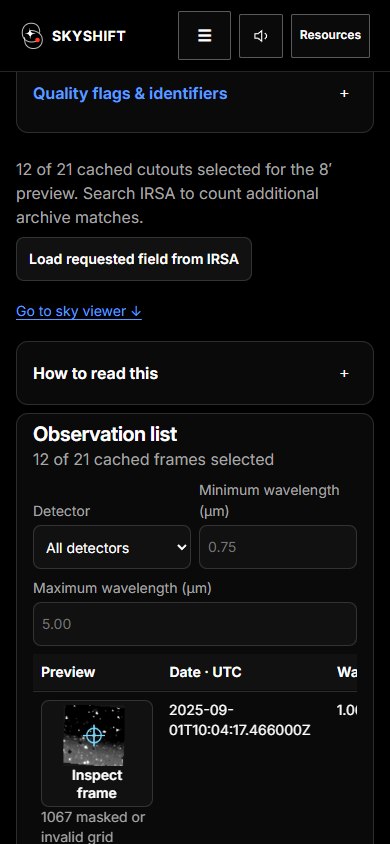 SKYSHIFT
☰
Resources
Quality flags & identifiers +
12 of 21 cached cutouts selected for the 8′
preview. Search IRSA to count additional
archive matches.
Load requested field from IRSA
Go to sky viewer ↓
How to read this +
Observation list
12 of 21 cached frames selected
Detector
Minimum wavelength
(μm)
All detectors
0.75
Maximum wavelength (μm)
5.00
Preview Date · UTC Wa
Inspect
frame
2025-09-
01T10:04:17.466000Z
1.0
1067 masked or
invalid grid